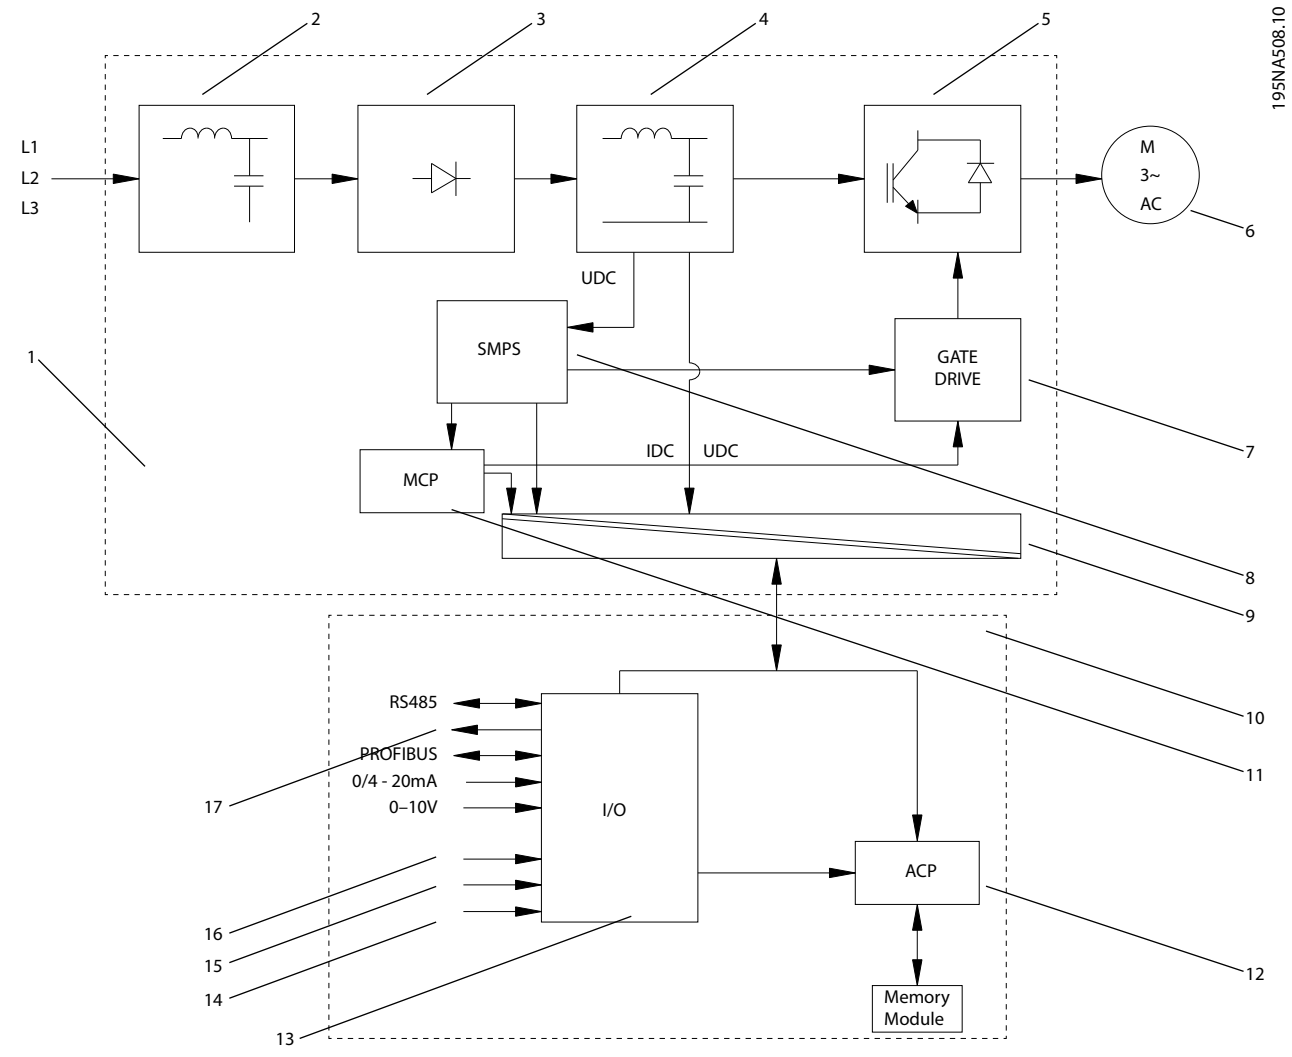 2
3
4
5
195NA508.10
L1
L2
L3
M
3~
AC
6
UDC
SMPS
GATE
DRIVE
1
IDC
UDC
7
MCP
8
9
10
RS485
PROFIBUS
0/4 - 20mA
0–10V
11
17
I/O
ACP
16
15
12
14
Memory
Module
13